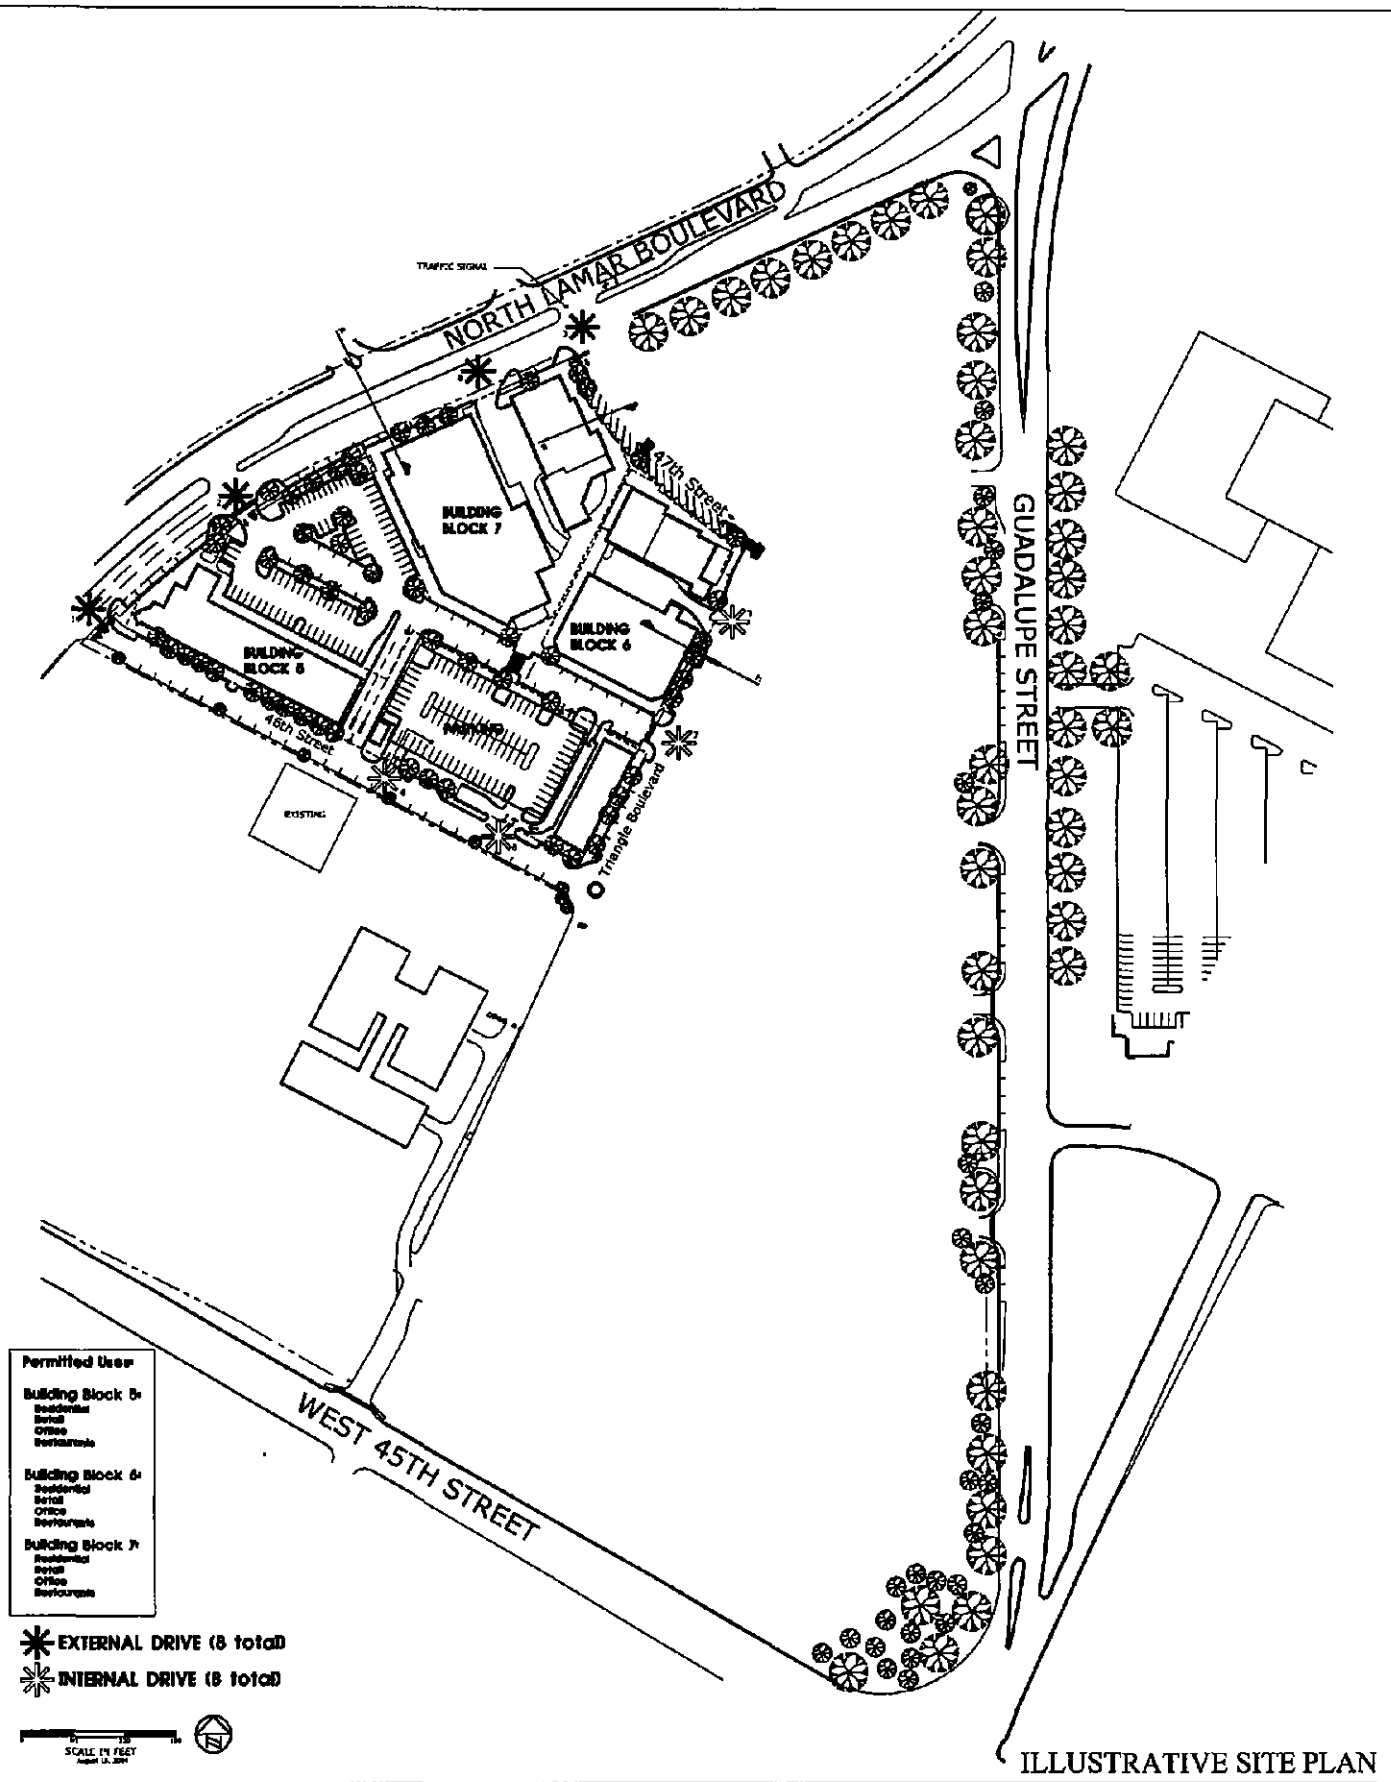 TRAFFIC SIGNAL
NORTH LAMAR BOULEVARD
47th Street
BUILDING
BLOCK 7
GUADALUPE STREET
BUILDING
BLOCK 6
BUILDING
BLOCK 5
46th Street
PARKING
EXISTING
Triangle Boulevard
WEST 45TH STREET
Permitted Uses
Building Block 5:
Residential
Retail
Office
Restaurants
Building Block 6:
Residential
Retail
Office
Restaurants
Building Block 7:
Residential
Retail
Office
Restaurants
EXTERNAL DRIVE (8 total)
INTERNAL DRIVE (8 total)
SCALE IN FEET
ILLUSTRATIVE SITE PLAN